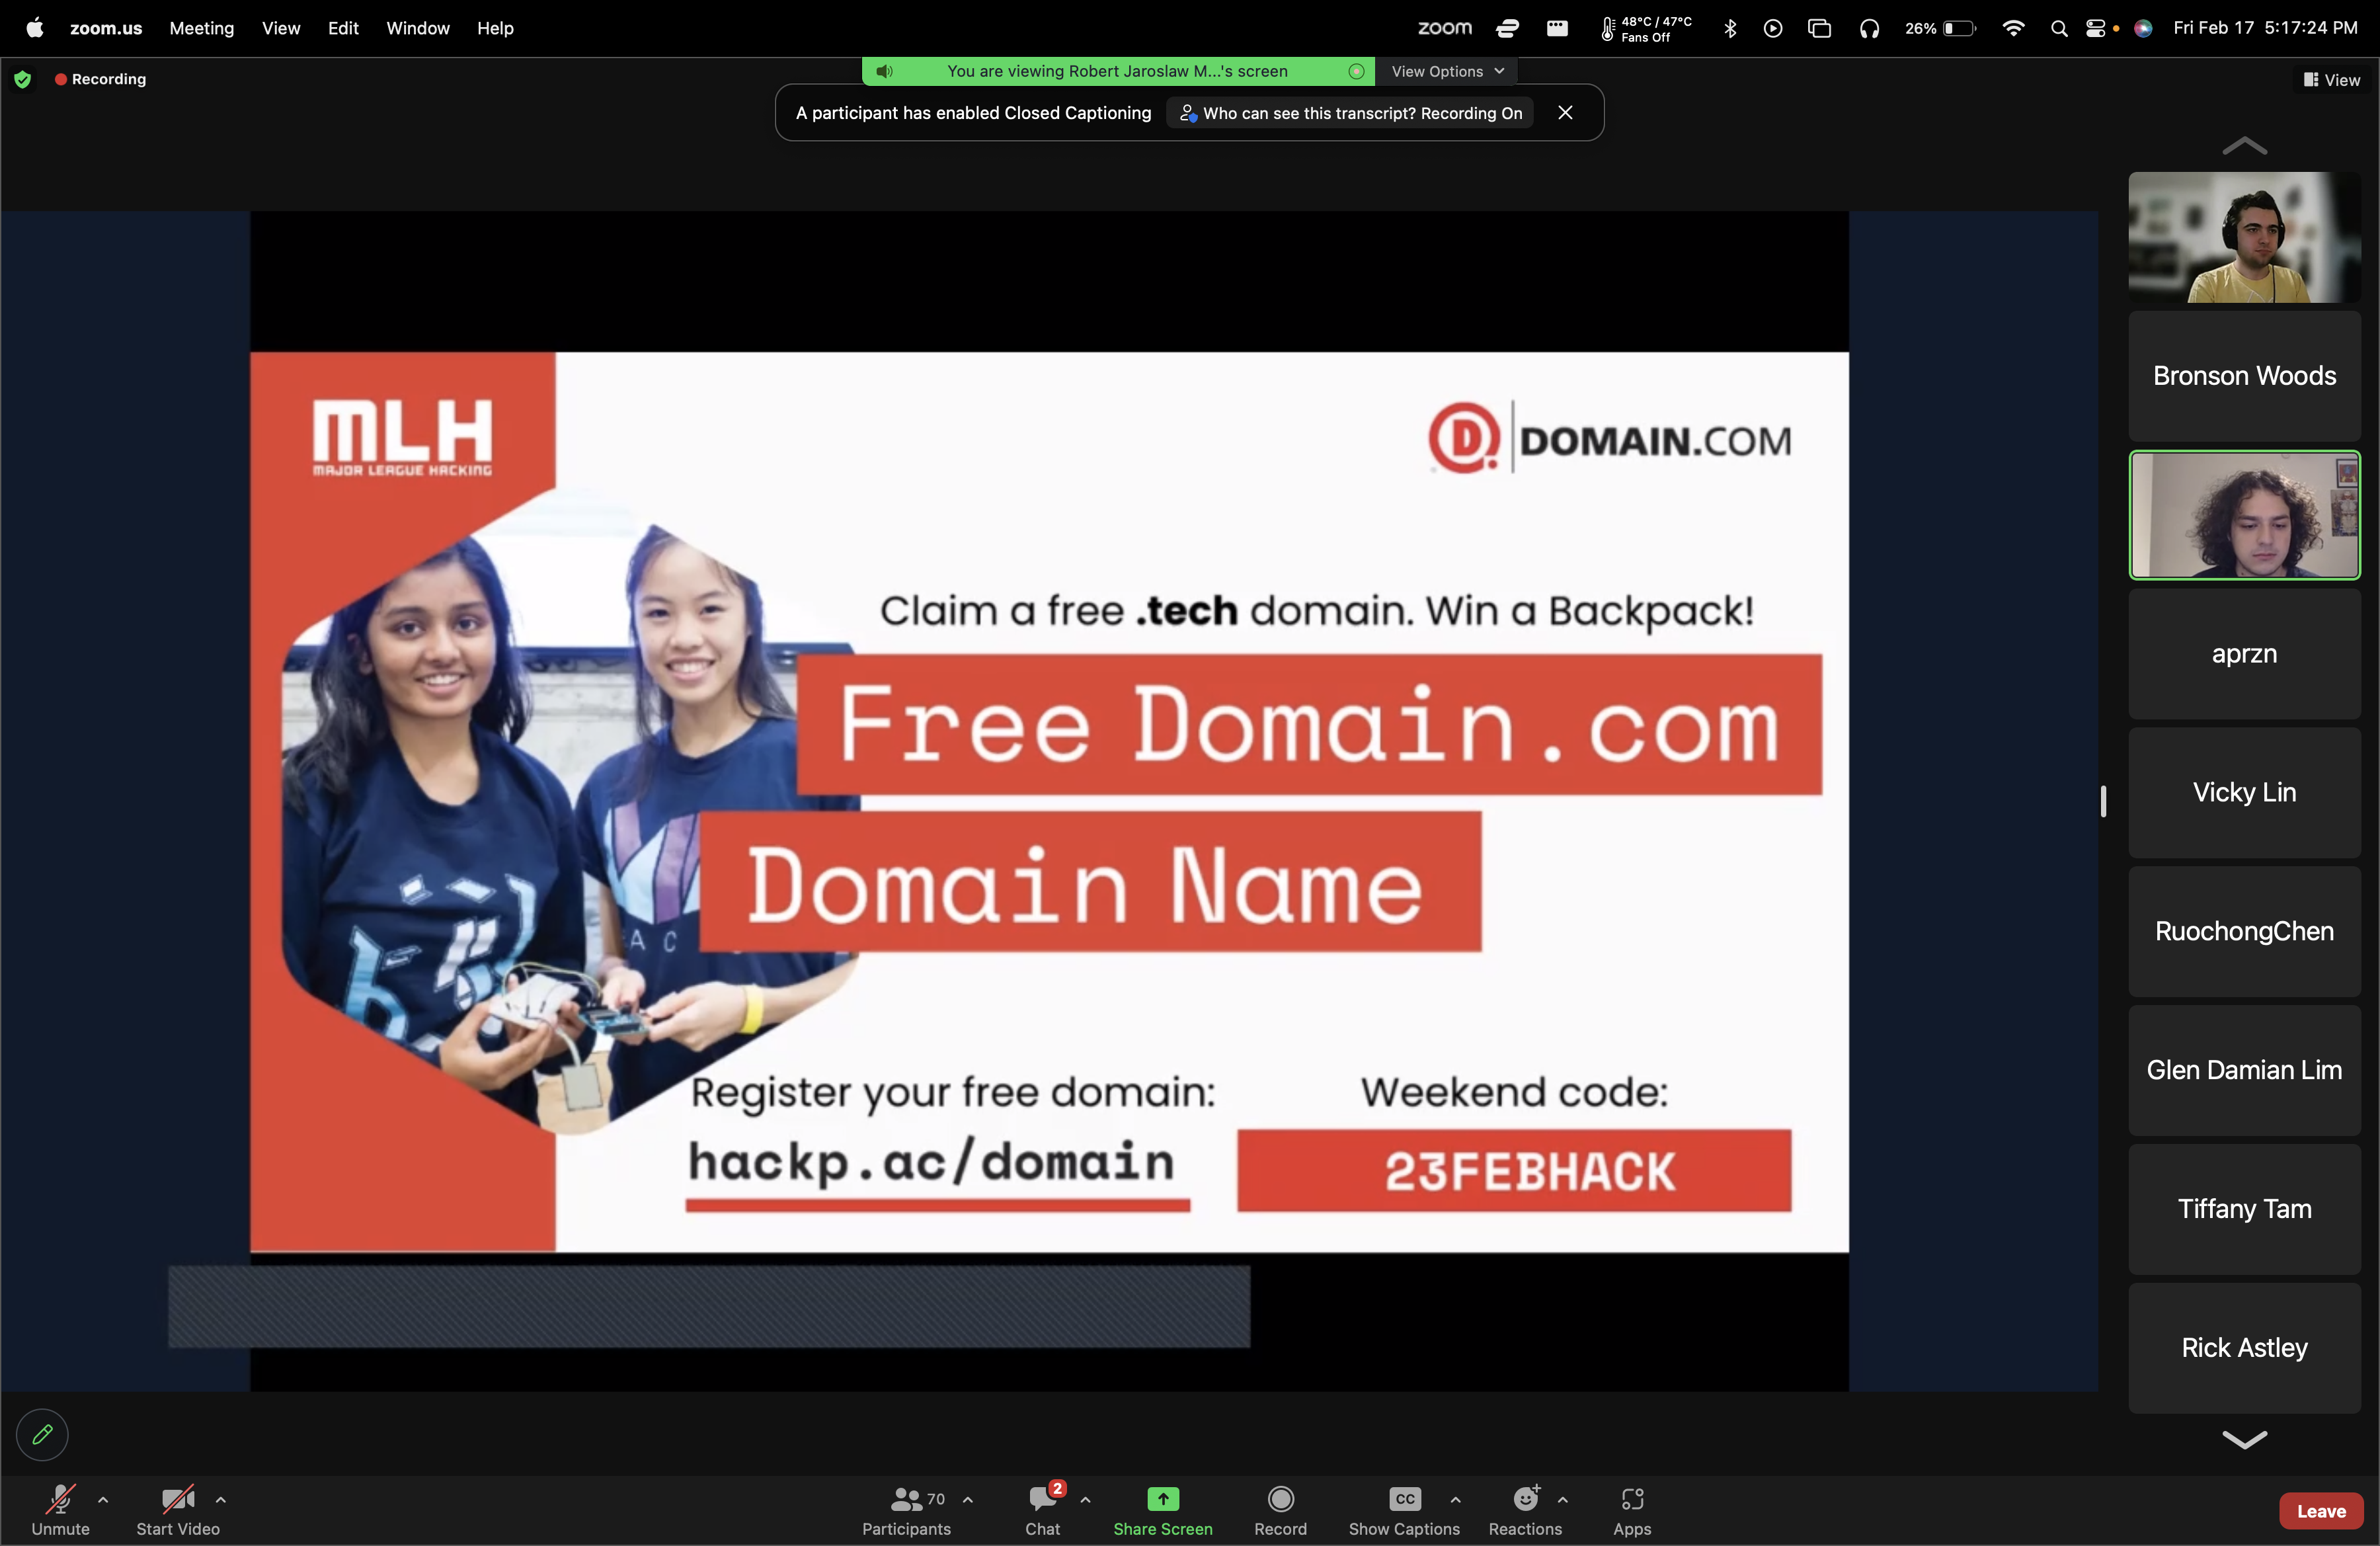 zoom.us Meeting View Edit Window Help
zoom 48°C / 47°C Fans Off 26% Fri Feb 17 5:17:24 PM
Recording
You are viewing Robert Jaroslaw M...'s screen
View Options
View
A participant has enabled Closed Captioning
Who can see this transcript? Recording On
MLH
MAJOR LEAGUE HACKING
D DOMAIN.COM
Claim a free .tech domain. Win a Backpack!
Free Domain.com
Domain Name
A C
Register your free domain:
hackp.ac/domain
Weekend code:
23FEBHACK
Bronson Woods
aprzn
Vicky Lin
RuochongChen
Glen Damian Lim
Tiffany Tam
Rick Astley
Unmute
Start Video
70
Participants
2
Chat
Share Screen
Record
CC
Show Captions
Reactions
Apps
Leave